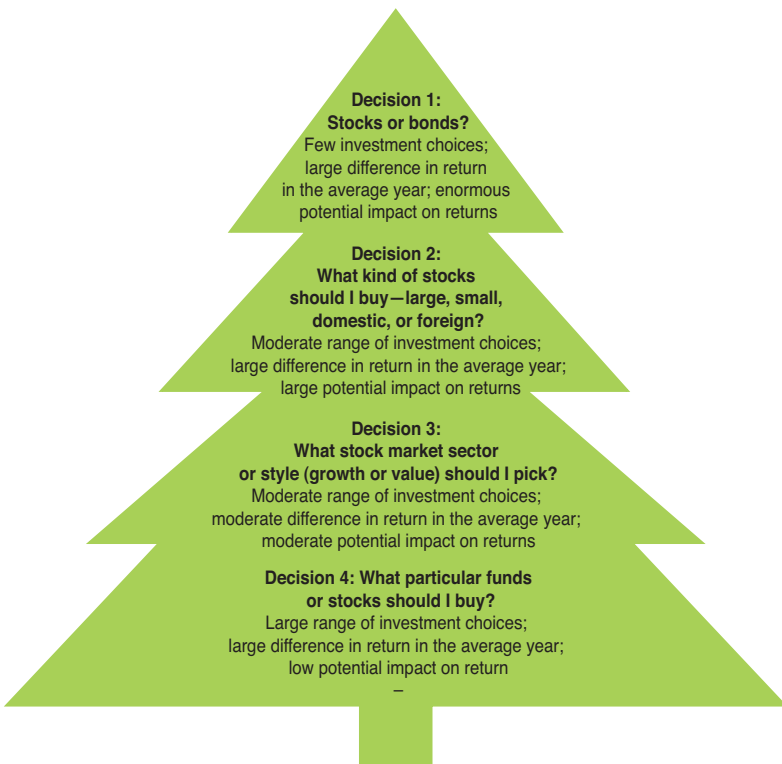 Decision 1:
Stocks or bonds?
Few investment choices;
large difference in return
in the average year; enormous
potential impact on returns
Decision 2:
What kind of stocks
should I buy—large, small,
domestic, or foreign?
Moderate range of investment choices;
large difference in return in the average year;
large potential impact on returns
Decision 3:
What stock market sector
or style (growth or value) should I pick?
Moderate range of investment choices;
moderate difference in return in the average year;
moderate potential impact on returns
Decision 4: What particular funds
or stocks should I buy?
Large range of investment choices;
large difference in return in the average year;
low potential impact on return
–